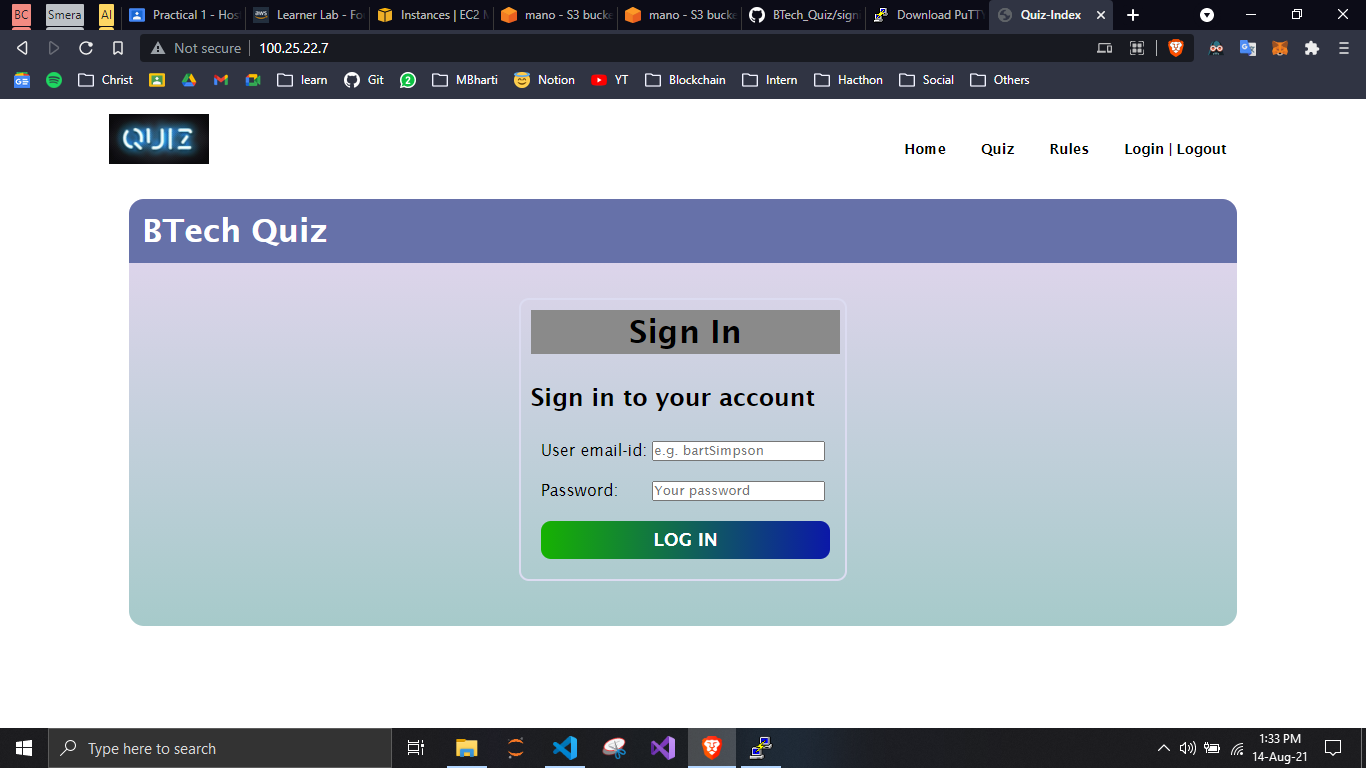 BC Smera AI Practical 1 - Host Learner Lab - Fo Instances | EC2 M mano - S3 bucke mano - S3 bucke BTech_Quiz/sign Download PuTTY Quiz-Index
Not secure 100.25.22.7
Christ learn Git 2 MBharti Notion YT Blockchain Intern Hacthon Social Others
QUIZ
Home Quiz Rules Login | Logout
BTech Quiz
Sign In
Sign in to your account
User email-id: e.g. bartSimpson
Password: Your password
LOG IN
Type here to search
1:33 PM
14-Aug-21